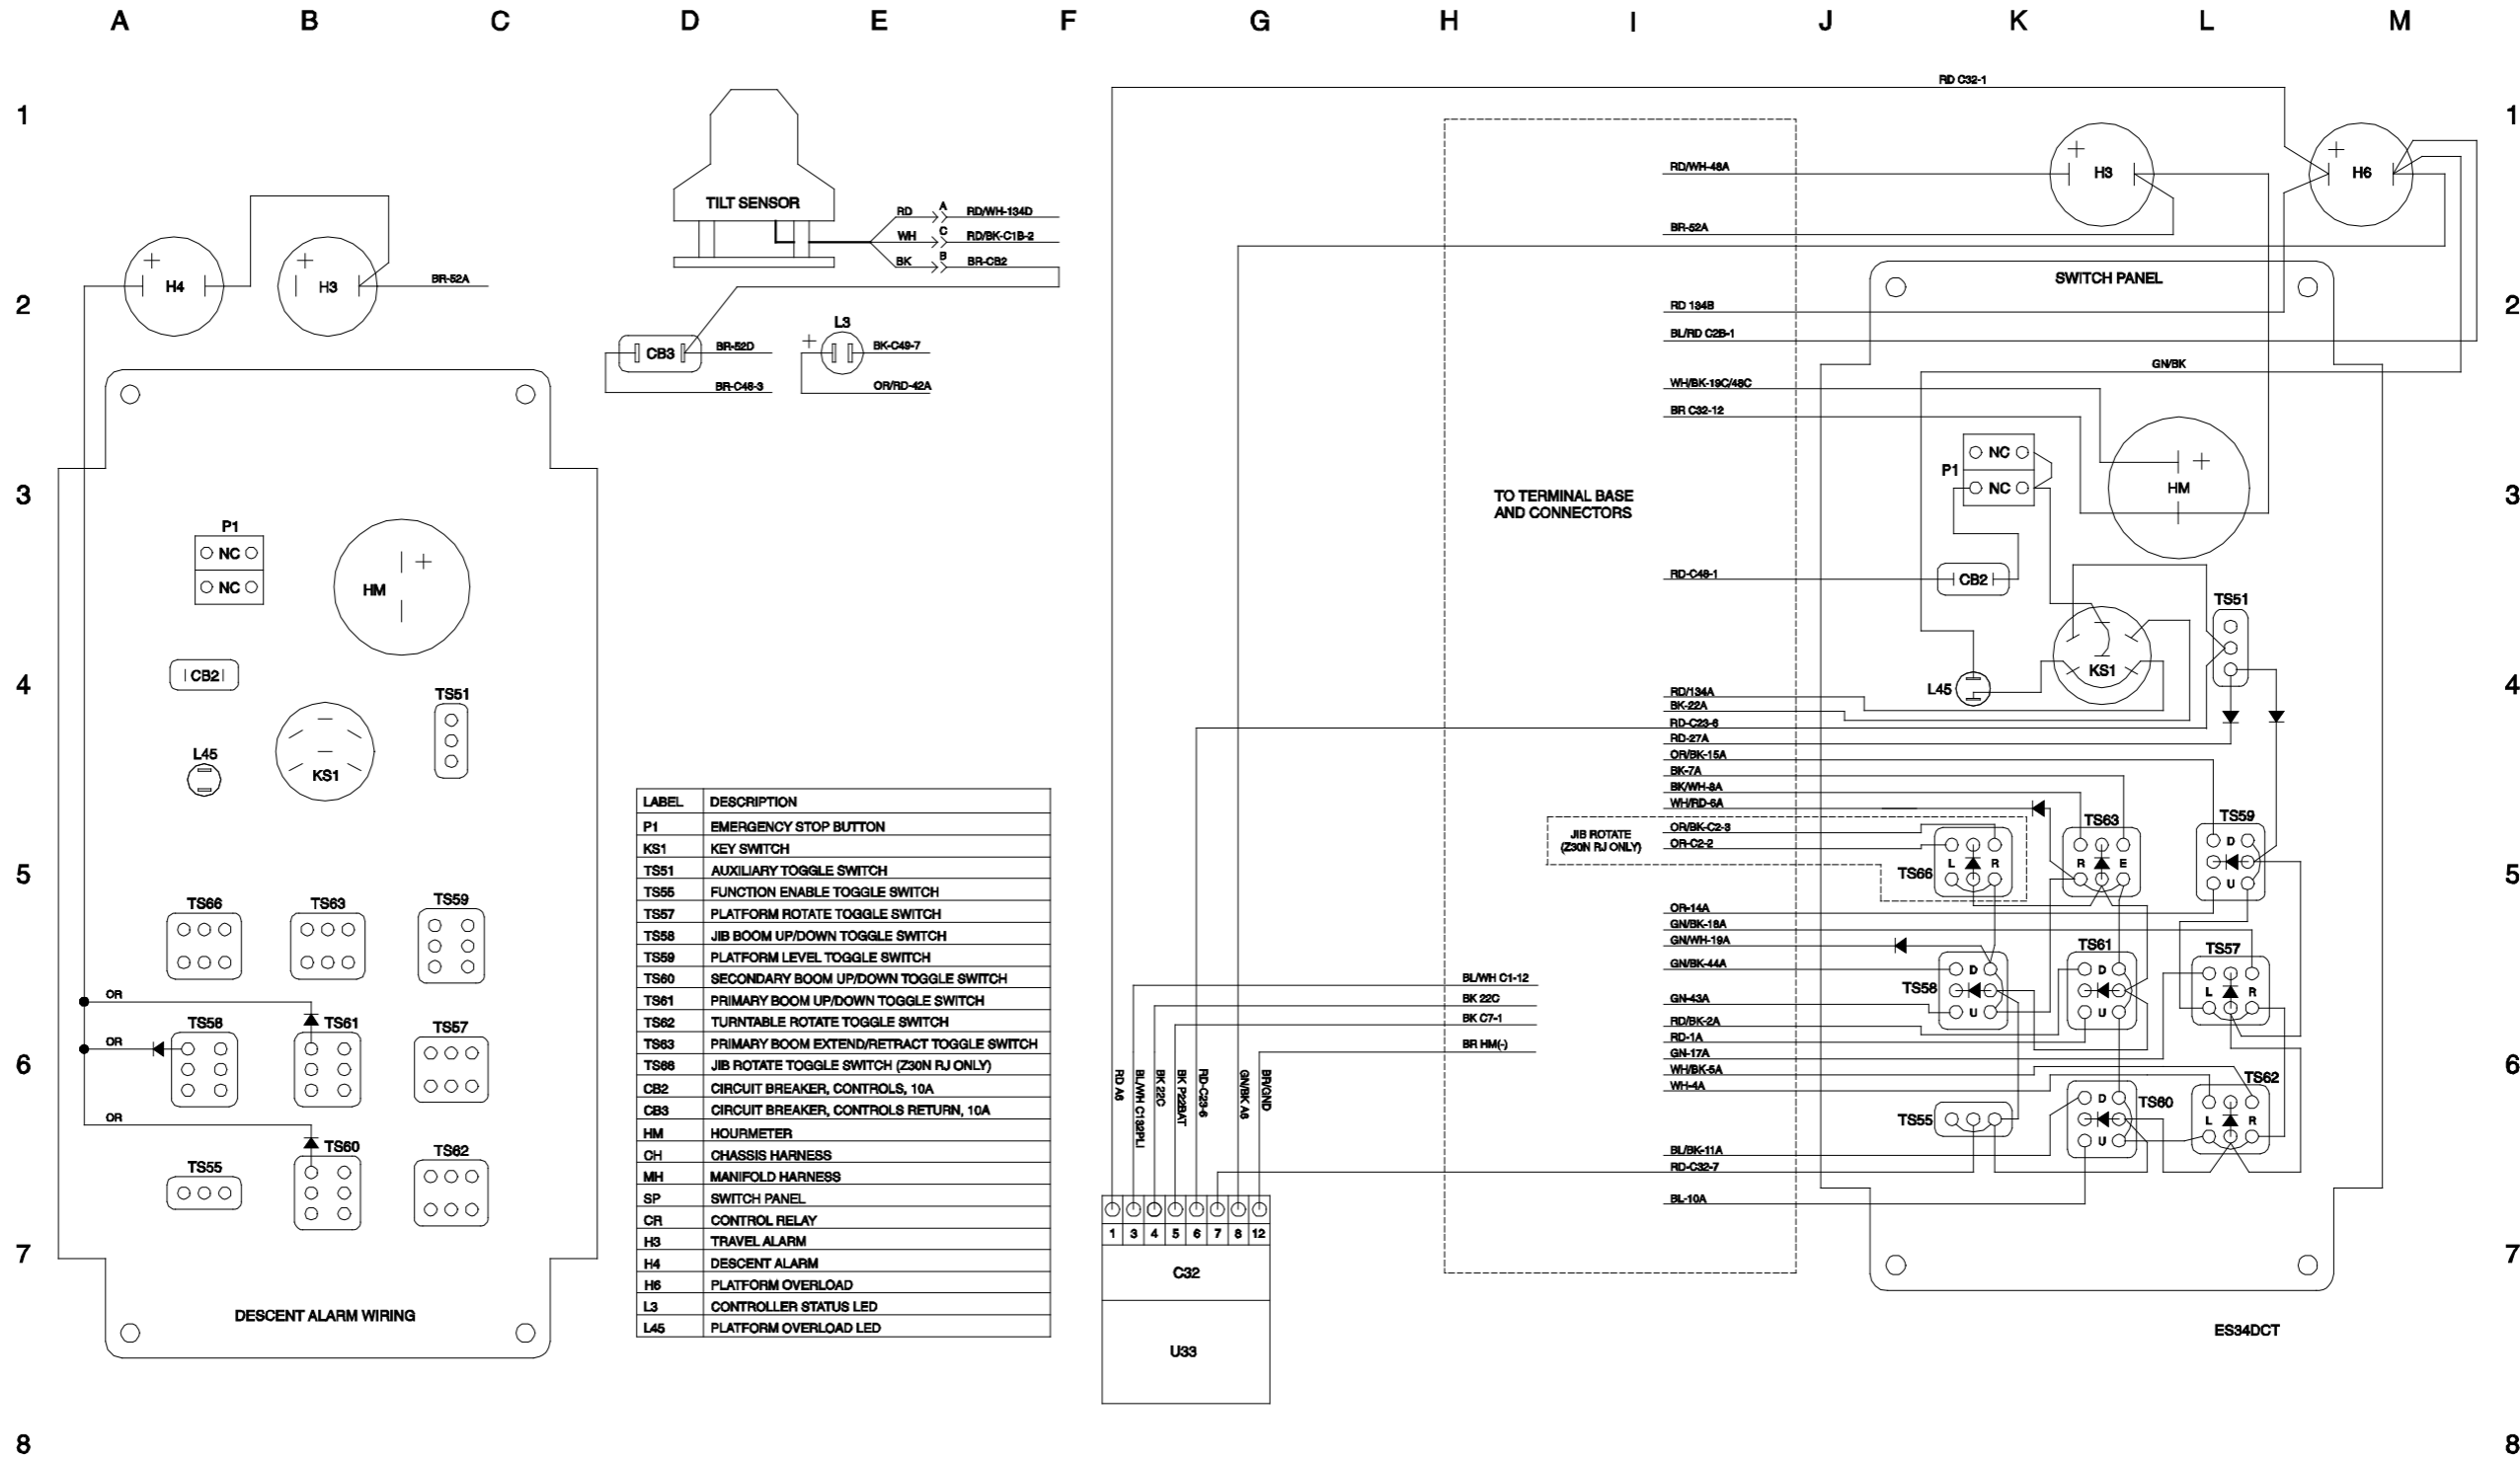 A B C D E F G H I J K L M
1
RD C32-1
1
TILT SENSOR
RD A RD/WH-134D
WH C RD/BK-C1B-2
BK B BR-CB2
RD/WH-48A
+ H3
+ H6
BR-52A
2
+ H4
+ H3
BR-52A
CB3
BR-52D
BR-C48-3
+ L3
BK-C49-7
OR/RD-42A
SWITCH PANEL
RD 134B
BL/RD C2B-1
GN/BK
2
WH/BK-19C/48C
BR C32-12
3
P1
NC
NC
HM +
TO TERMINAL BASE
AND CONNECTORS
P1
NC
NC
HM +
3
RD-C48-1
CB2
TS51
4
CB2
TS51
KS1
L45
KS1
L45
4
RD/134A
BK-22A
RD-C23-6
RD-27A
OR/BK-15A
BK-7A
BK/WH-8A
WH/RD-6A
JIB ROTATE
(Z30N RJ ONLY)
OR/BK-C2-3
OR-C2-2
TS66
L R
TS63
R E
TS59
D
U
LABEL DESCRIPTION
P1 EMERGENCY STOP BUTTON
KS1 KEY SWITCH
TS51 AUXILIARY TOGGLE SWITCH
TS55 FUNCTION ENABLE TOGGLE SWITCH
TS57 PLATFORM ROTATE TOGGLE SWITCH
TS58 JIB BOOM UP/DOWN TOGGLE SWITCH
TS59 PLATFORM LEVEL TOGGLE SWITCH
TS60 SECONDARY BOOM UP/DOWN TOGGLE SWITCH
TS61 PRIMARY BOOM UP/DOWN TOGGLE SWITCH
TS62 TURNTABLE ROTATE TOGGLE SWITCH
TS63 PRIMARY BOOM EXTEND/RETRACT TOGGLE SWITCH
TS66 JIB ROTATE TOGGLE SWITCH (Z30N RJ ONLY)
CB2 CIRCUIT BREAKER, CONTROLS, 10A
CB3 CIRCUIT BREAKER, CONTROLS RETURN, 10A
HM HOURMETER
CH CHASSIS HARNESS
MH MANIFOLD HARNESS
SP SWITCH PANEL
CR CONTROL RELAY
H3 TRAVEL ALARM
H4 DESCENT ALARM
H6 PLATFORM OVERLOAD
L3 CONTROLLER STATUS LED
L45 PLATFORM OVERLOAD LED
5
TS66 TS63 TS59
5
OR-14A
GN/BK-18A
GN/WH-19A
GN/BK-44A
GN-43A
RD/BK-2A
RD-1A
GN-17A
WH/BK-5A
WH-4A
TS58
D
U
TS61
D
U
TS57
L R
OR
OR
OR
TS58 TS61 TS57
6
TS55 TS60 TS62
BL/WH C1-12
BK 22C
BK C7-1
BR HM(-)
RD A6
BL/WH C132PLI
BK 22C
BK P22BAT
RD-C23-6
GN/BK A6
BR/GND
6
TS55
TS60
D
U
TS62
L R
BL/BK-11A
RD-C32-7
BL-10A
1 3 4 5 6 7 8 12
C32
U33
7
DESCENT ALARM WIRING
7
ES34DCT
8
8